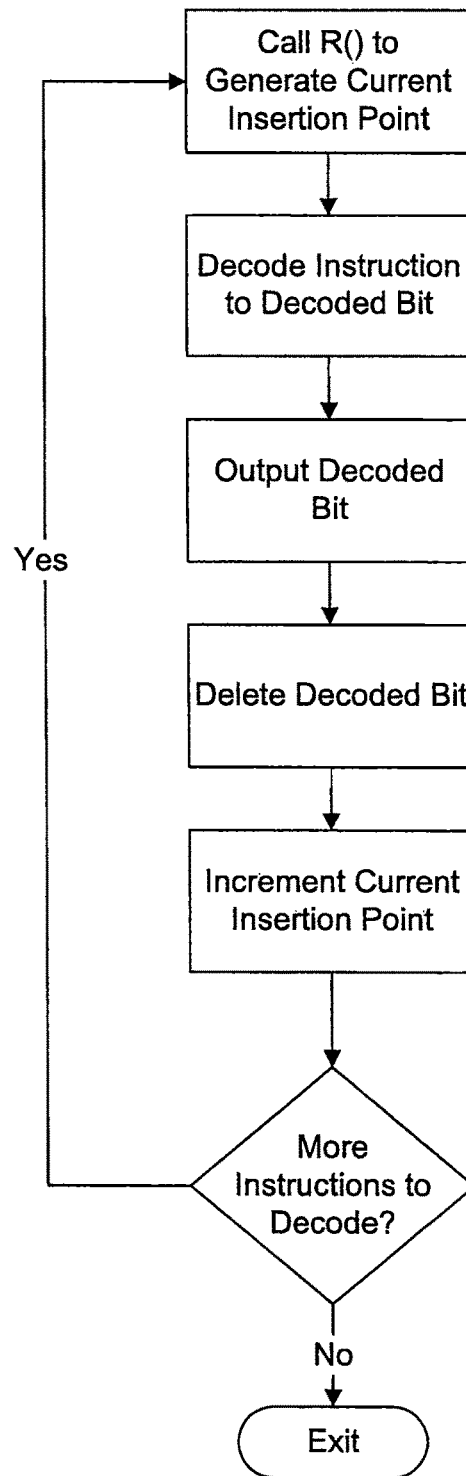 Call R() to
Generate Current
Insertion Point
Decode Instruction
to Decoded Bit
Output Decoded
Bit
Yes
Delete Decoded Bit
Increment Current
Insertion Point
More
Instructions to
Decode?
No
Exit